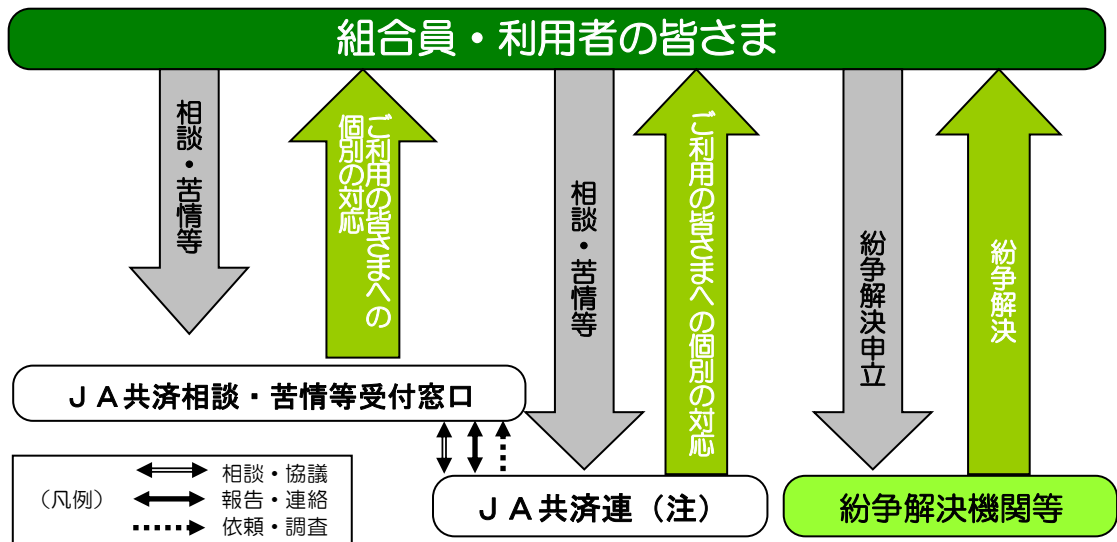 組合員・利用者の皆さま
相談・苦情等
ご利用の皆さまへの
個別の対応
相談・苦情等
ご利用の皆さまへの個別の対応
紛争解決申立
紛争解決
ＪＡ共済相談・苦情等受付窓口
（凡例）
相談・協議
報告・連絡
依頼・調査
ＪＡ共済連（注）
紛争解決機関等